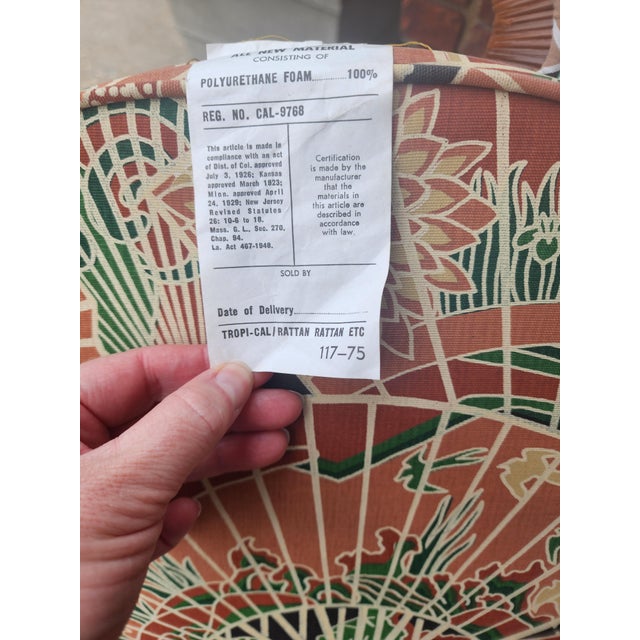 ALL NEW MATERIAL
CONSISTING OF
POLYURETHANE FOAM............100%
REG. NO. CAL-9768
This article is made in
compliance with an act
of Dist. of Col. approved
July 3, 1926; Kansas
approved March 1923;
Minn. approved April
24, 1929; New Jersey
Revised Statutes
26: 10-6 to 18.
Mass. G. L., Sec. 270,
Chap. 94.
La. Act 467-1948.
Certification
is made by the
manufacturer
that the
materials in
this article are
described in
accordance
with law.
SOLD BY
Date of Delivery........................
TROPI-CAL/RATTAN RATTAN ETC
117-75